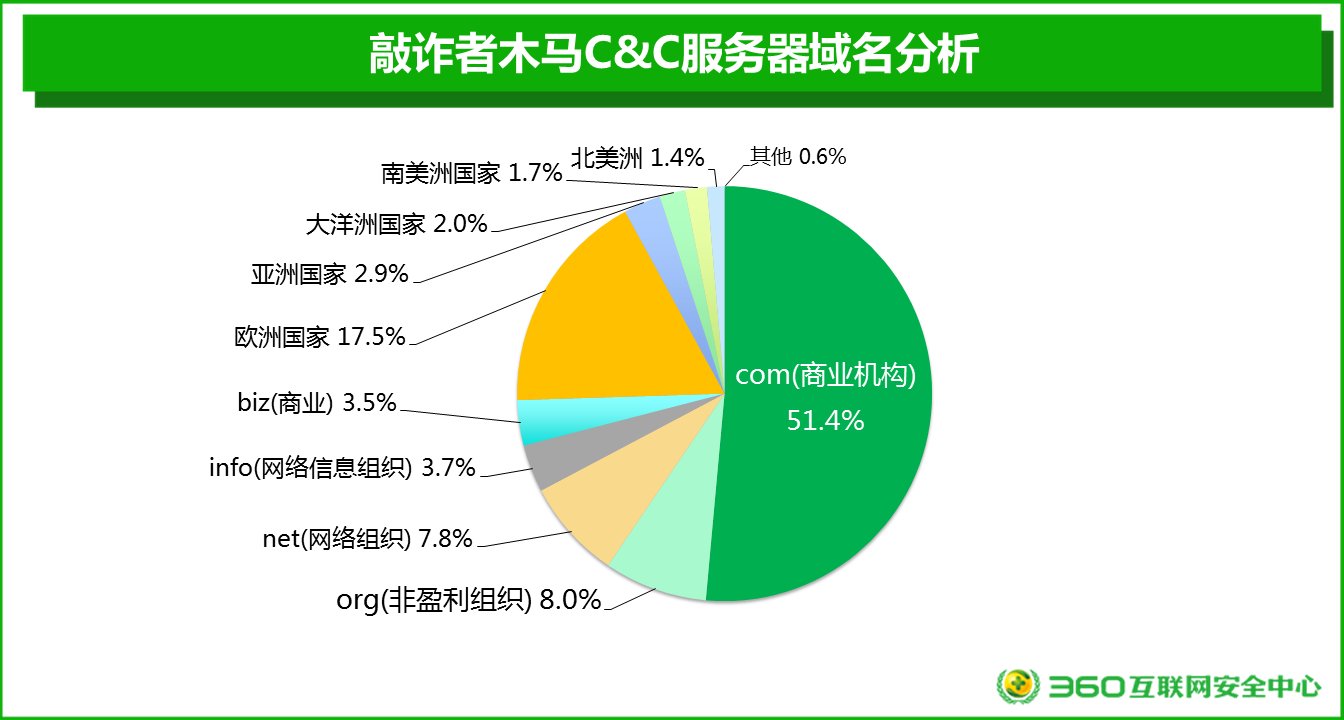 敲诈者木马C&C服务器域名分析
北美洲 1.4%
其他 0.6%
南美洲国家 1.7%
大洋洲国家 2.0%
亚洲国家 2.9%
欧洲国家 17.5%
com(商业机构)
51.4%
biz(商业) 3.5%
info(网络信息组织) 3.7%
net(网络组织) 7.8%
org(非盈利组织) 8.0%
360互联网安全中心